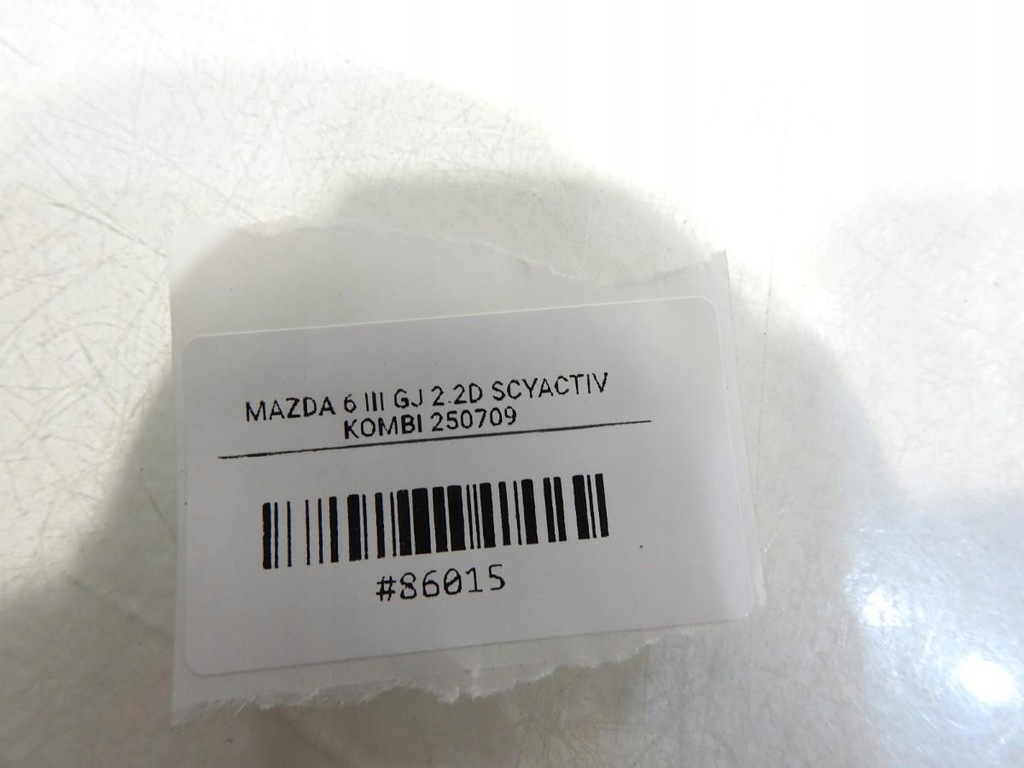 MAZDA 6 III GJ 2.2D SCYACTIV
KOMBI 250709
#86015